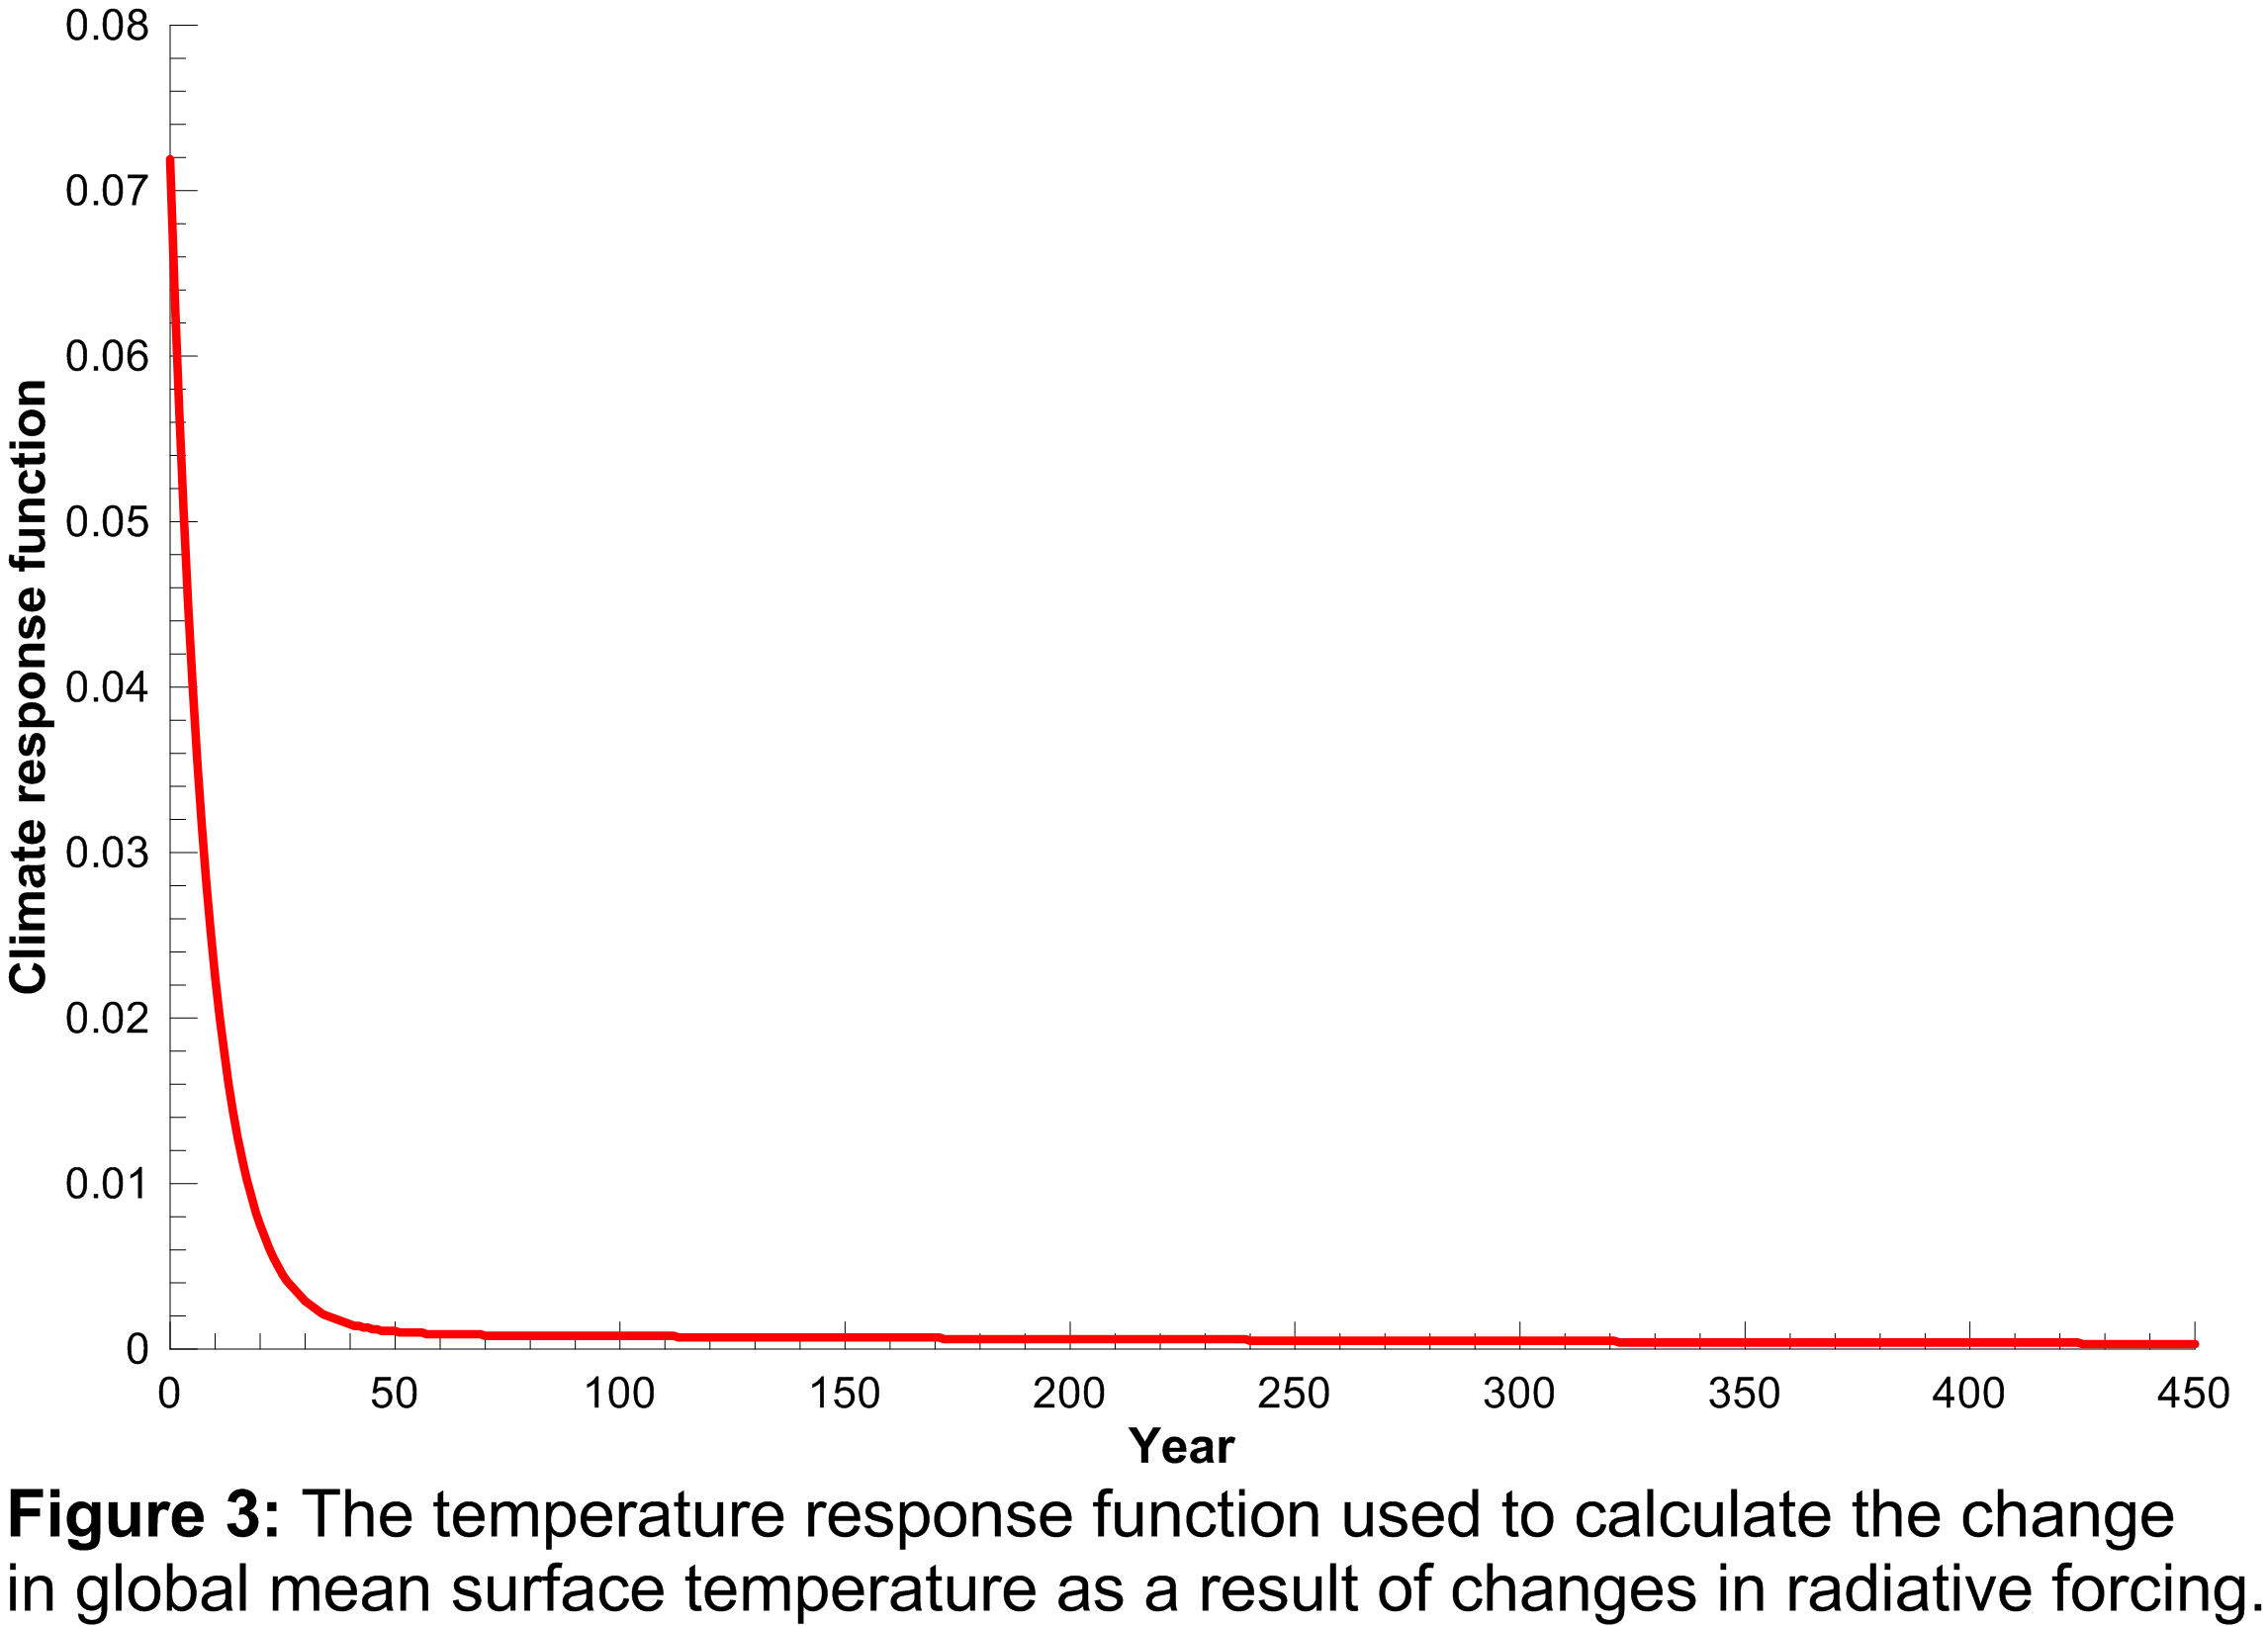 0.08
0.07
0.06
0.05
0.04
0.03
0.02
0.01
0
Climate response function
0 50 100 150 200 250 300 350 400 450
Year
Figure 3: The temperature response function used to calculate the change
in global mean surface temperature as a result of changes in radiative forcing.